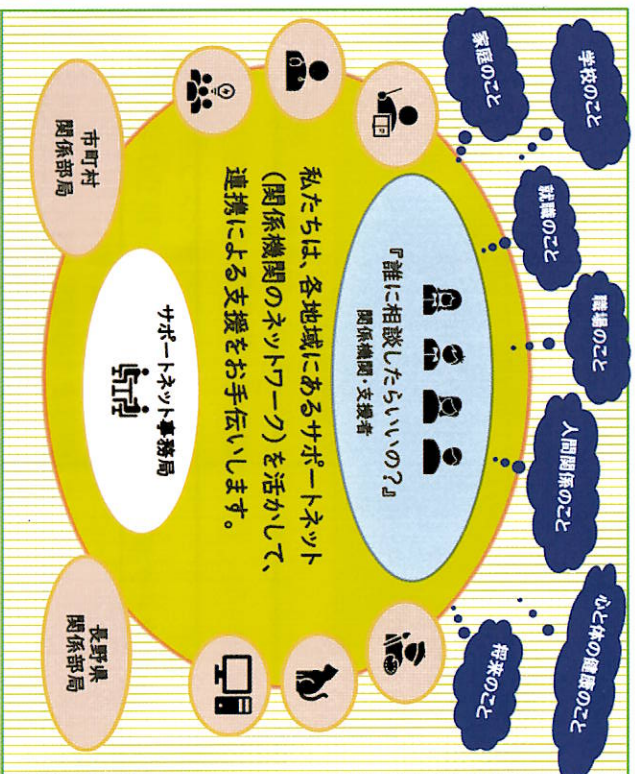 学校のこと
家庭のこと
就職のこと
職場のこと
人間関係のこと
心と体の健康のこと
将来のこと
『誰に相談したらいいの?』
関係機関・支援者
私たちは、各地域にあるサポートネット
(関係機関のネットワーク)を活かして、
連携による支援をお手伝いします。
サポートネット事務局
市町村
関係部局
長野県
関係部局